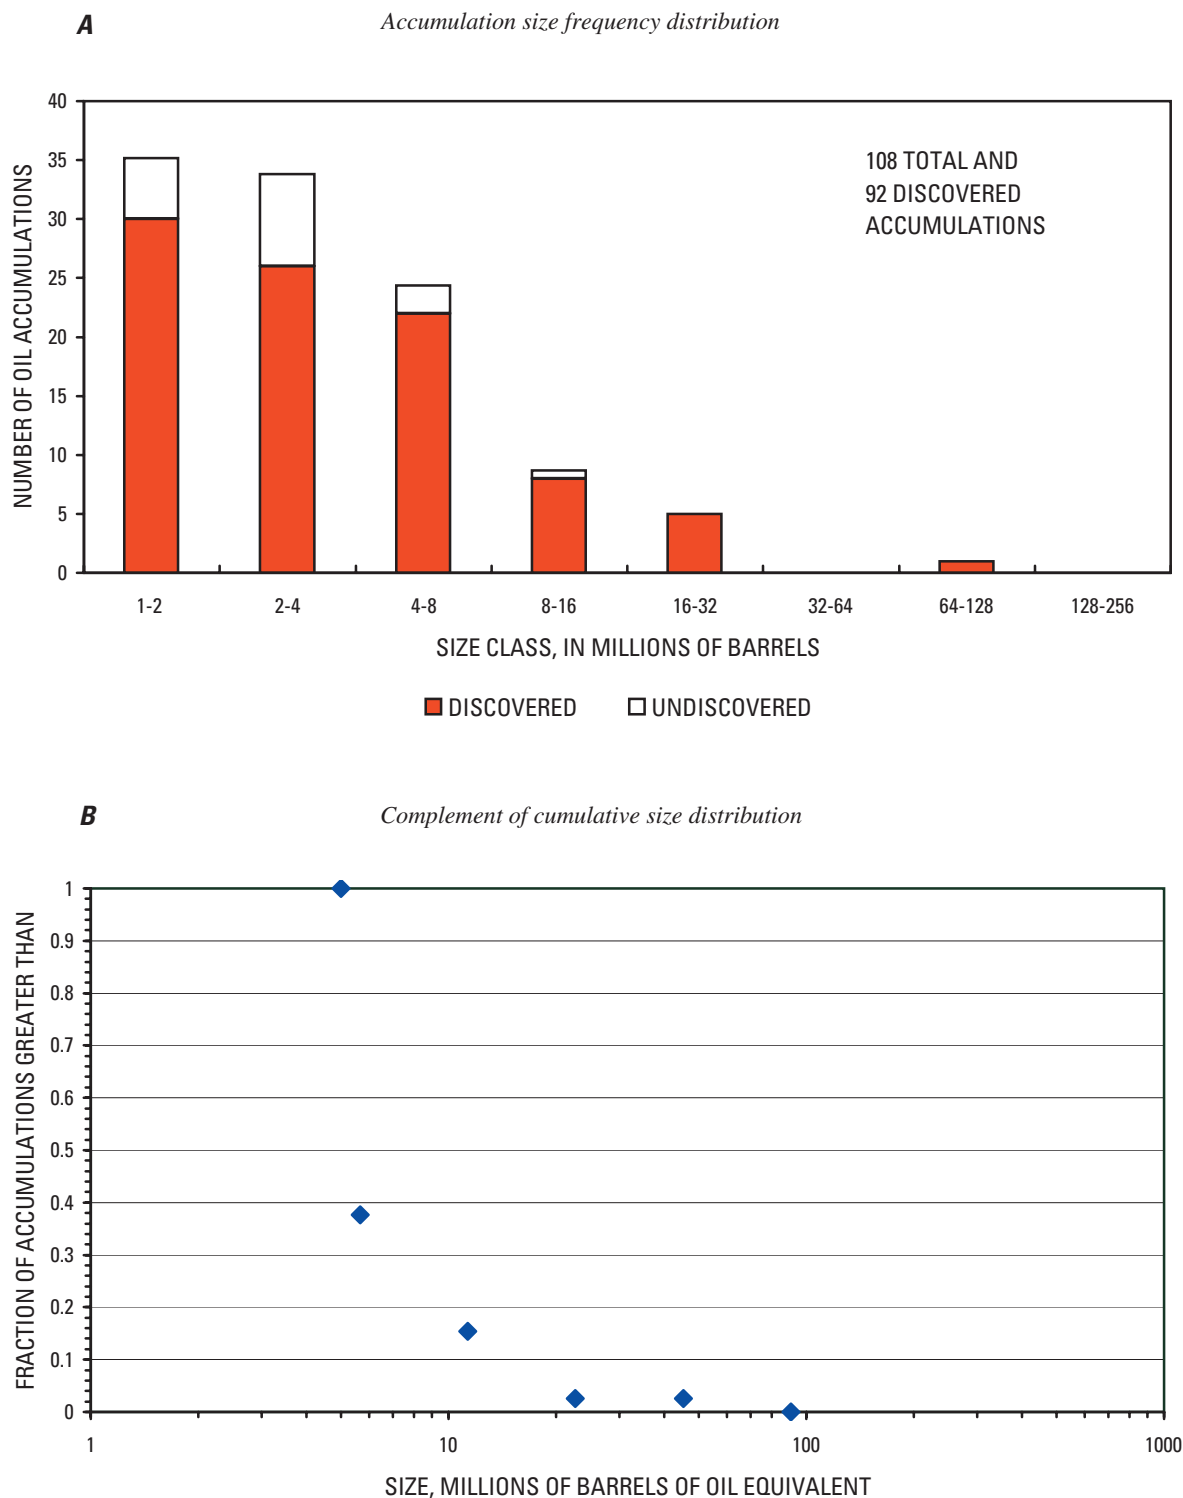 A
Accumulation size frequency distribution
40
35
30
25
20
15
10
5
0
NUMBER OF OIL ACCUMULATIONS
108 TOTAL AND
92 DISCOVERED
ACCUMULATIONS
1-2 2-4 4-8 8-16 16-32 32-64 64-128 128-256
SIZE CLASS, IN MILLIONS OF BARRELS
DISCOVERED UNDISCOVERED
B
Complement of cumulative size distribution
1
0.9
0.8
0.7
0.6
0.5
0.4
0.3
0.2
0.1
0
FRACTION OF ACCUMULATIONS GREATER THAN
1 10 100 1000
SIZE, MILLIONS OF BARRELS OF OIL EQUIVALENT